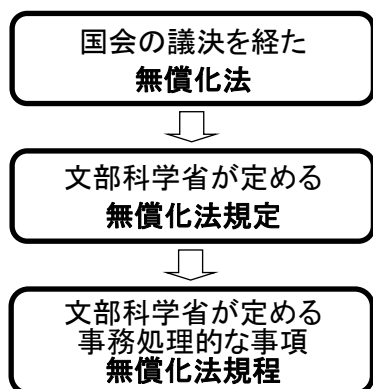 国会の議決を経た
無償化法
文部科学省が定める
無償化法規定
文部科学省が定める
事務処理的な事項
無償化法規程